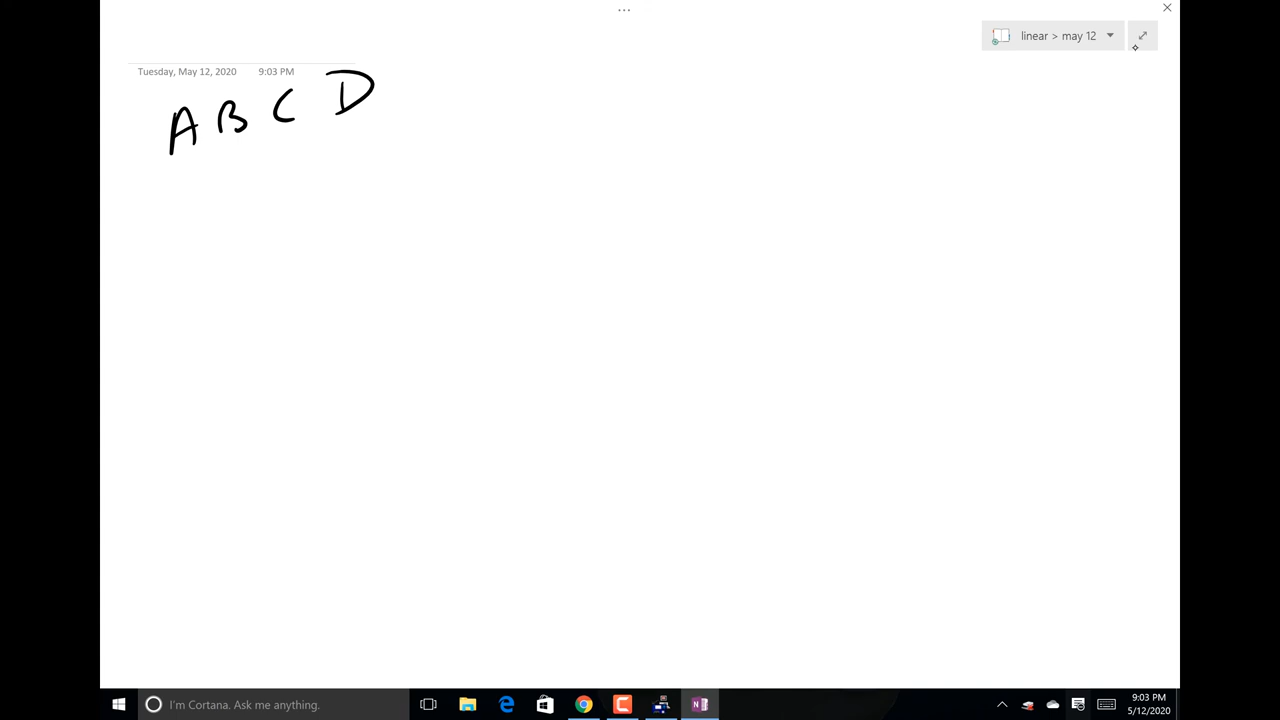 ...
linear > may 12
Tuesday, May 12, 2020 9:03 PM
A B C D
I'm Cortana. Ask me anything.
N
9:03 PM
5/12/2020